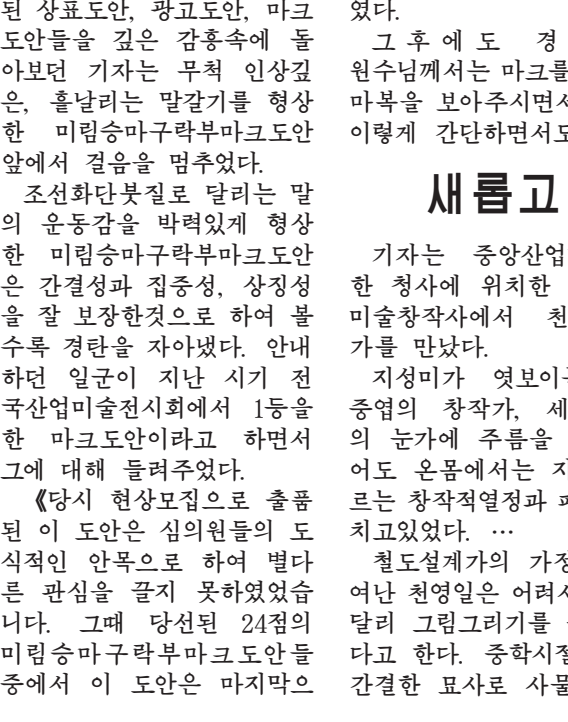 된 상표도안, 광고도안, 마크
도안들을 깊은 감흥속에 돌
아보던 기자는 무척 인상깊
은, 흩날리는 말갈기를 형상
한 미림승마구락부마크도안
앞에서 걸음을 멈추었다.
조선화단붓질로 달리는 말
의 운동감을 박력있게 형상
한 미림승마구락부마크도안
은 간결성과 집중성, 상징성
을 잘 보장한것으로 하여 볼
수록 경탄을 자아냈다. 안내
하던 일군이 지난 시기 전
국산업미술전시회에서 1등을
한 마크도안이라고 하면서
그에 대해 들려주었다.
《당시 현상모집으로 출품
된 이 도안은 심의원들의 도
식적인 안목으로 하여 별다
른 관심을 끌지 못하였었습
니다. 그때 당선된 24점의
미림승마구락부마크도안들
중에서 이 도안은 마지막으
였다.
그후에도 경
원수님께서는 마크를
마복을 보아주시면서
이렇게 간단하면서도
새롭고
기자는 중앙산업
한 청사에 위치한
미술창작사에서 천
가를 만났다.
지성미가 엿보이
중엽의 창작가, 세
의 눈가에 주름을
어도 온몸에서는 지
르는 창작적열정과 패
치고있었다. …
철도설계가의 가정
여난 천영일은 어려서
달리 그림그리기를
다고 한다. 중학시절
간결한 묘사로 사물